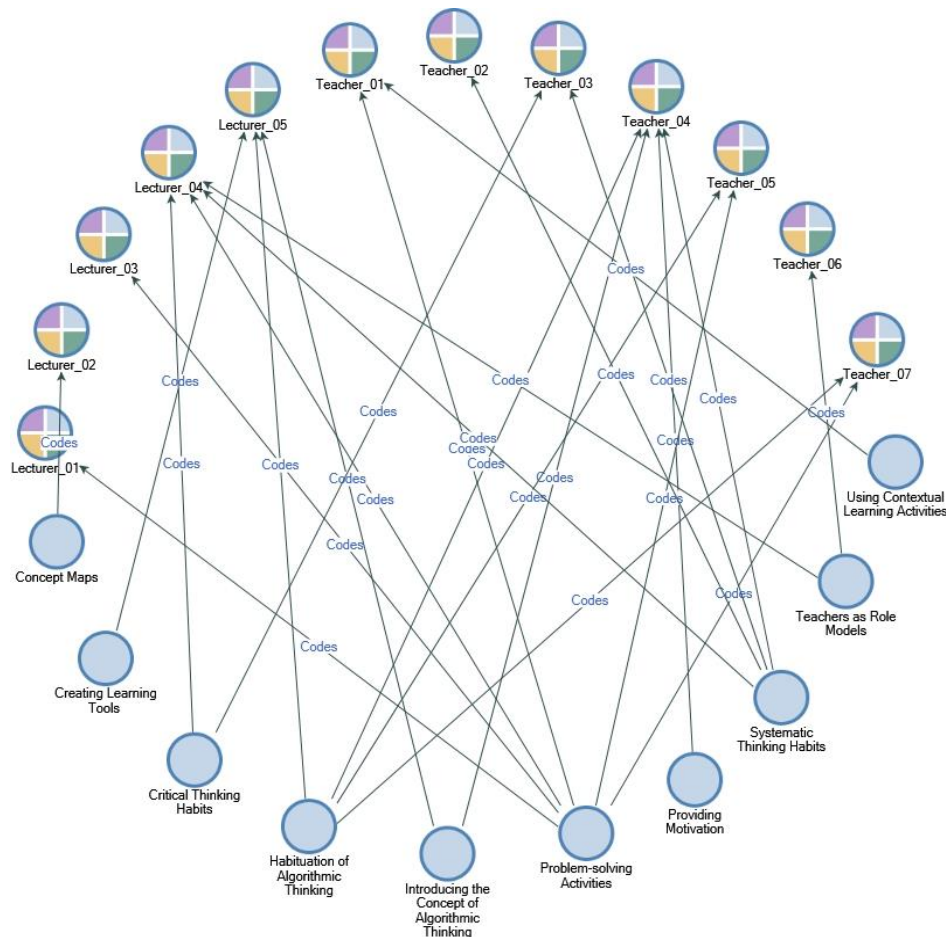 Teacher_02
Teacher_01
Teacher_03
Lecturer_05
Teacher_04
Lecturer_04
Teacher_05
Lecturer_03
Teacher_06
Codes
Lecturer_02
Teacher_07
Codes
Codes
Codes
Codes
Codes
Codes
Codes
Codes
Codes
Codes
Codes
Lecturer_01
Codes
Codes
Codes
Codes
Codes
Codes
Codes
Codes
Codes
Using Contextual
Learning Activities
Codes
Concept Maps
Codes
Codes
Teachers as Role
Models
Codes
Creating Learning
Tools
Systematic
Thinking Habits
Critical Thinking
Habits
Providing
Motivation
Habituation of
Algorithmic
Thinking
Introducing the
Concept of
Algorithmic
Thinking
Problem-solving
Activities